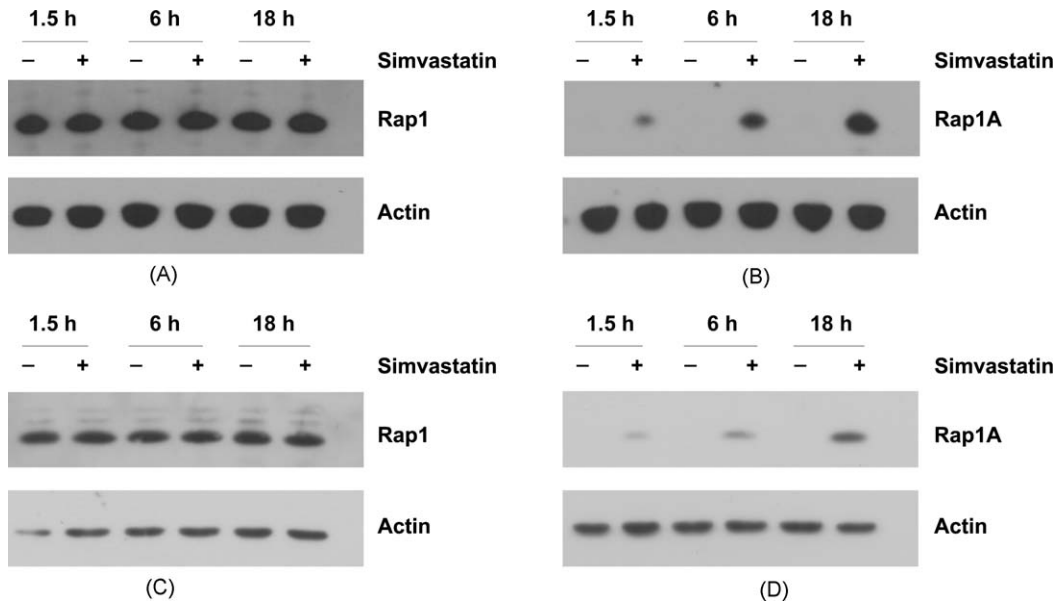 1.5 h 6 h 18 h
– + – + – + Simvastatin
Rap1
Actin
(A)
1.5 h 6 h 18 h
– + – + – + Simvastatin
Rap1A
Actin
(B)
1.5 h 6 h 18 h
– + – + – + Simvastatin
Rap1
Actin
(C)
1.5 h 6 h 18 h
– + – + – + Simvastatin
Rap1A
Actin
(D)